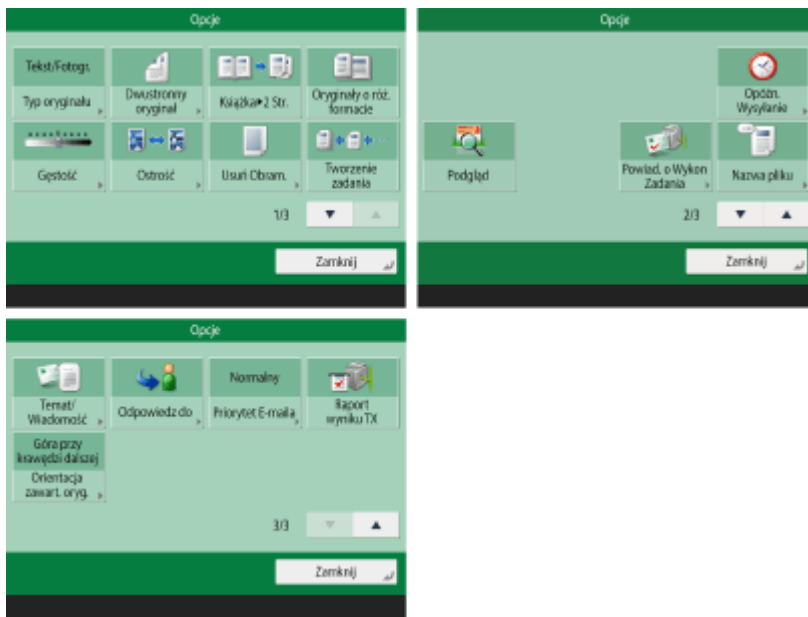 Opcje
Tekst/Fotogr.
Typ oryginału
Dwustronny
oryginał
Książka▶2 Str.
Oryginały o róż.
formacie
Gęstość
Ostrość
Usuń Obram.
Tworzenie
zadania
1/3
Zamknij
Opcje
Opóźn.
Wysyłanie
Podgląd
Powiad. o Wykon
Zadania
Nazwa pliku
2/3
Zamknij
Opcje
Temat/
Wiadomość
Odpowiedz do
Normalny
Priorytet E-maila
Raport
wyniku TX
Góra przy
krawędzi dalszej
Orientacja
zawart. oryg.
3/3
Zamknij